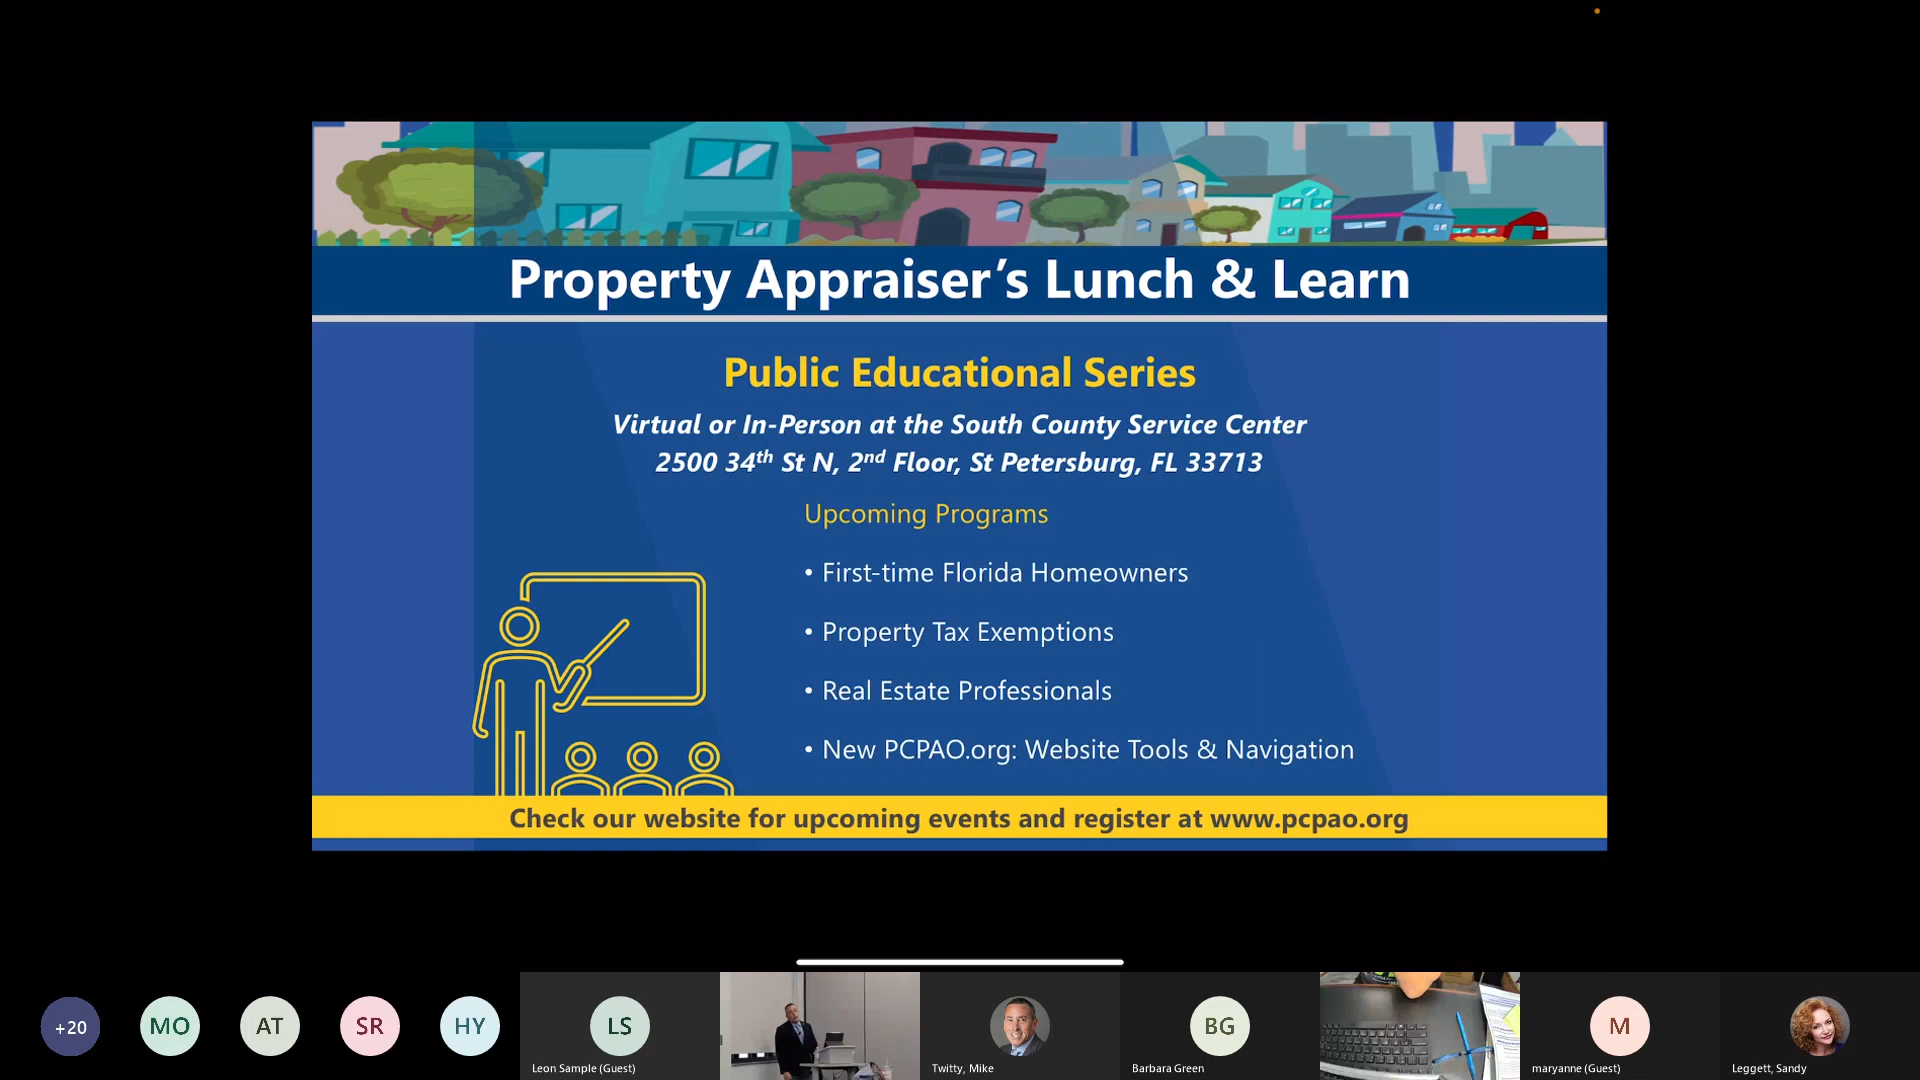 Property Appraiser’s Lunch & Learn
Public Educational Series
Virtual or In-Person at the South County Service Center
2500 34th St N, 2nd Floor, St Petersburg, FL 33713
Upcoming Programs
• First-time Florida Homeowners
• Property Tax Exemptions
• Real Estate Professionals
• New PCPAO.org: Website Tools & Navigation
Check our website for upcoming events and register at www.pcpao.org
+20
MO
AT
SR
HY
LS
Leon Sample (Guest)
Twitty, Mike
BG
Barbara Green
M
maryanne (Guest)
Leggett, Sandy